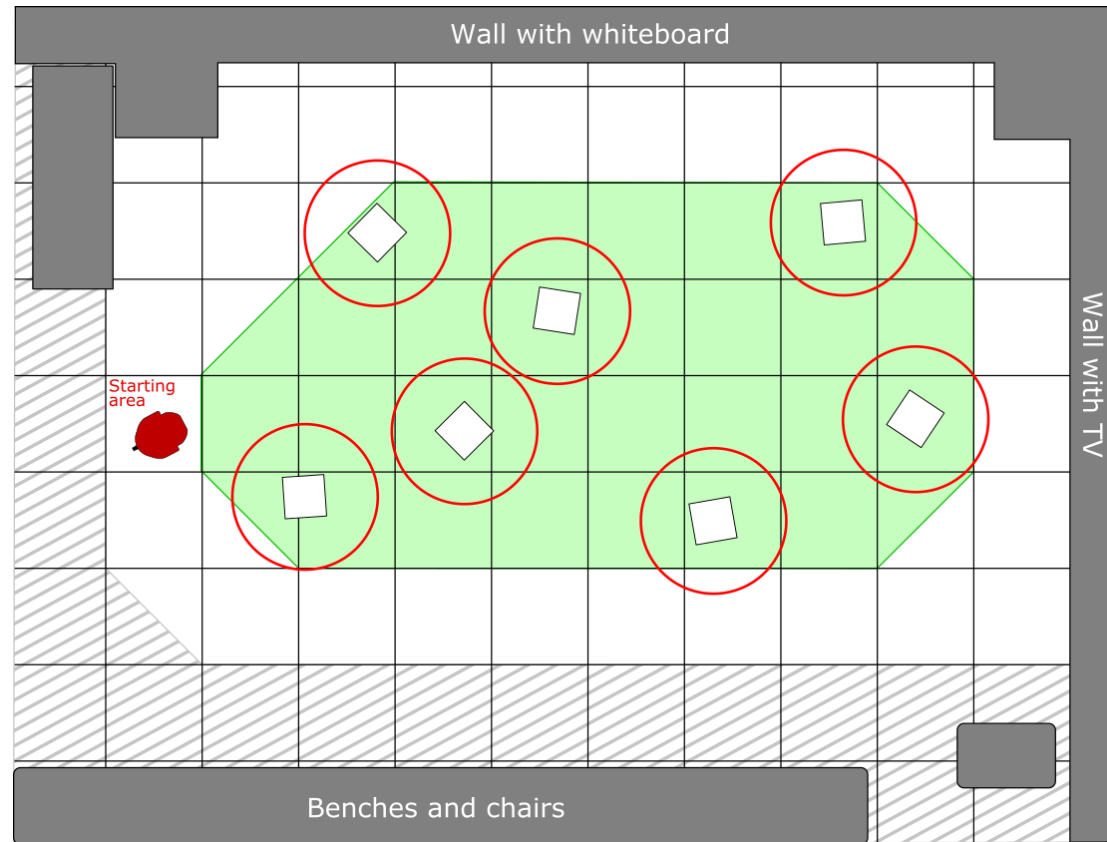 Wall with whiteboard
Starting
area
Wall with TV
Benches and chairs